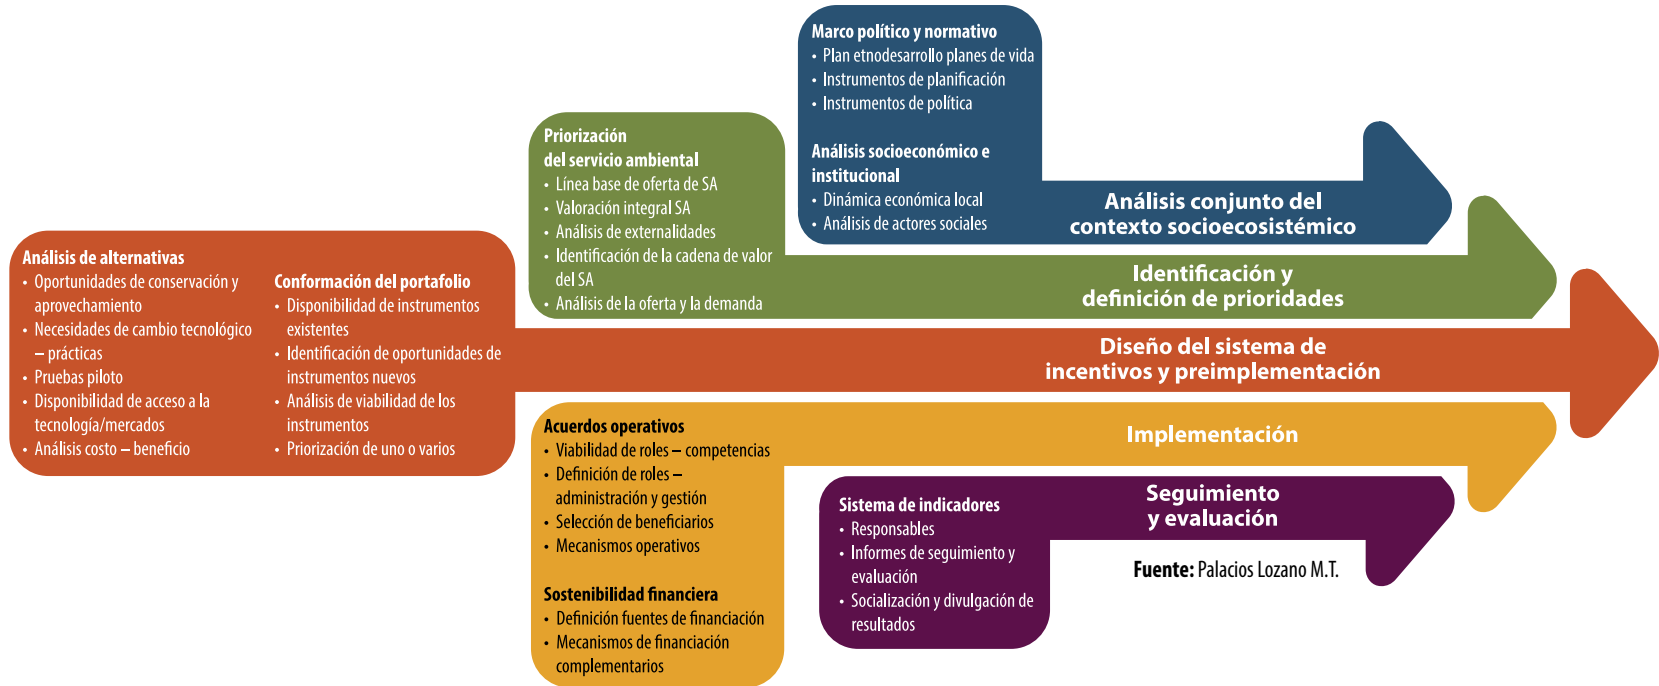 Marco político y normativo
• Plan etnodesarrollo planes de vida
• Instrumentos de planificación
• Instrumentos de política
Análisis socioeconómico e
institucional
• Dinámica económica local
• Análisis de actores sociales
Análisis conjunto del
contexto socioecosistémico
Priorización
del servicio ambiental
• Línea base de oferta de SA
• Valoración integral SA
• Análisis de externalidades
• Identificación de la cadena de valor
del SA
• Análisis de la oferta y la demanda
Identificación y
definición de prioridades
Análisis de alternativas
• Oportunidades de conservación y
aprovechamiento
• Necesidades de cambio tecnológico
– prácticas
• Pruebas piloto
• Disponibilidad de acceso a la
tecnología/mercados
• Análisis costo – beneficio
Conformación del portafolio
• Disponibilidad de instrumentos
existentes
• Identificación de oportunidades de
instrumentos nuevos
• Análisis de viabilidad de los
instrumentos
• Priorización de uno o varios
Diseño del sistema de
incentivos y preimplementación
Acuerdos operativos
• Viabilidad de roles – competencias
• Definición de roles –
administración y gestión
• Selección de beneficiarios
• Mecanismos operativos
Sostenibilidad financiera
• Definición fuentes de financiación
• Mecanismos de financiación
complementarios
Implementación
Sistema de indicadores
• Responsables
• Informes de seguimiento y
evaluación
• Socialización y divulgación de
resultados
Seguimiento
y evaluación
Fuente: Palacios Lozano M.T.